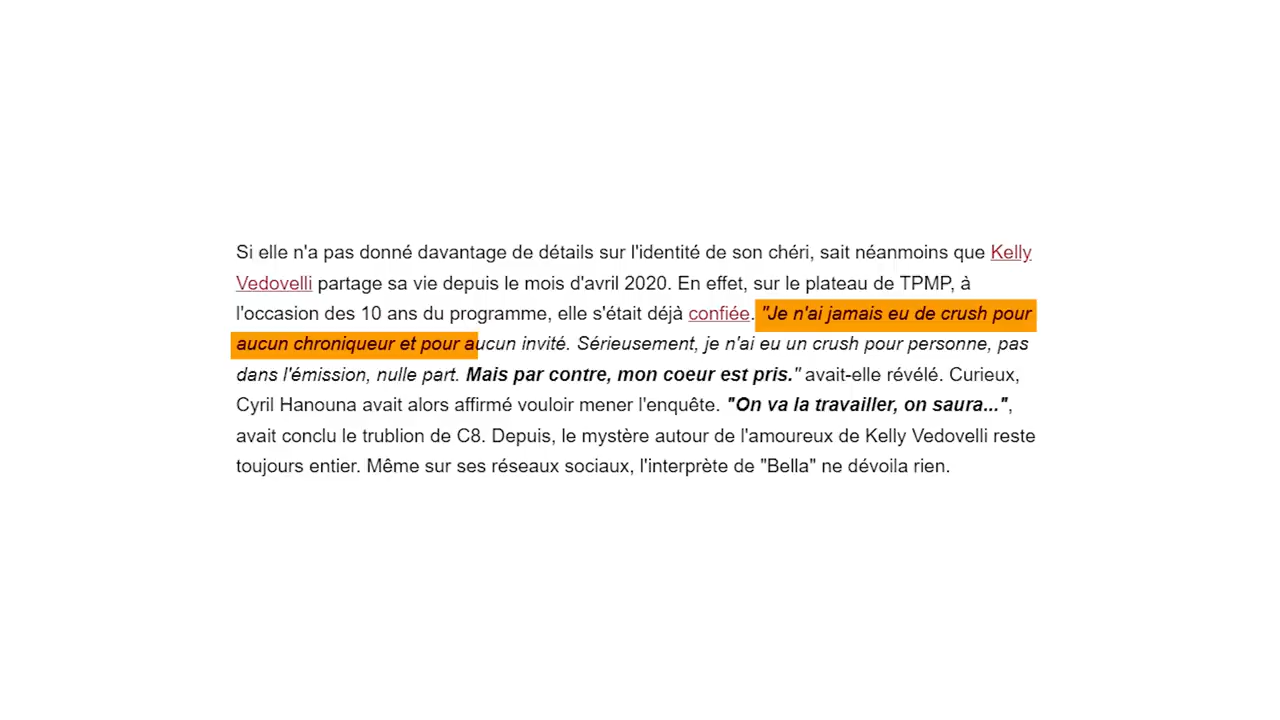 Si elle n'a pas donné davantage de détails sur l'identité de son chéri, sait néanmoins que Kelly
Vedovelli partage sa vie depuis le mois d'avril 2020. En effet, sur le plateau de TPMP, à
l'occasion des 10 ans du programme, elle s'était déjà confiée. "Je n'ai jamais eu de crush pour
aucun chroniqueur et pour aucun invité. Sérieusement, je n'ai eu un crush pour personne, pas
dans l'émission, nulle part. Mais par contre, mon coeur est pris." avait-elle révélé. Curieux,
Cyril Hanouna avait alors affirmé vouloir mener l'enquête. "On va la travailler, on saura...",
avait conclu le trublion de C8. Depuis, le mystère autour de l'amoureux de Kelly Vedovelli reste
toujours entier. Même sur ses réseaux sociaux, l'interprète de "Bella" ne dévoila rien.